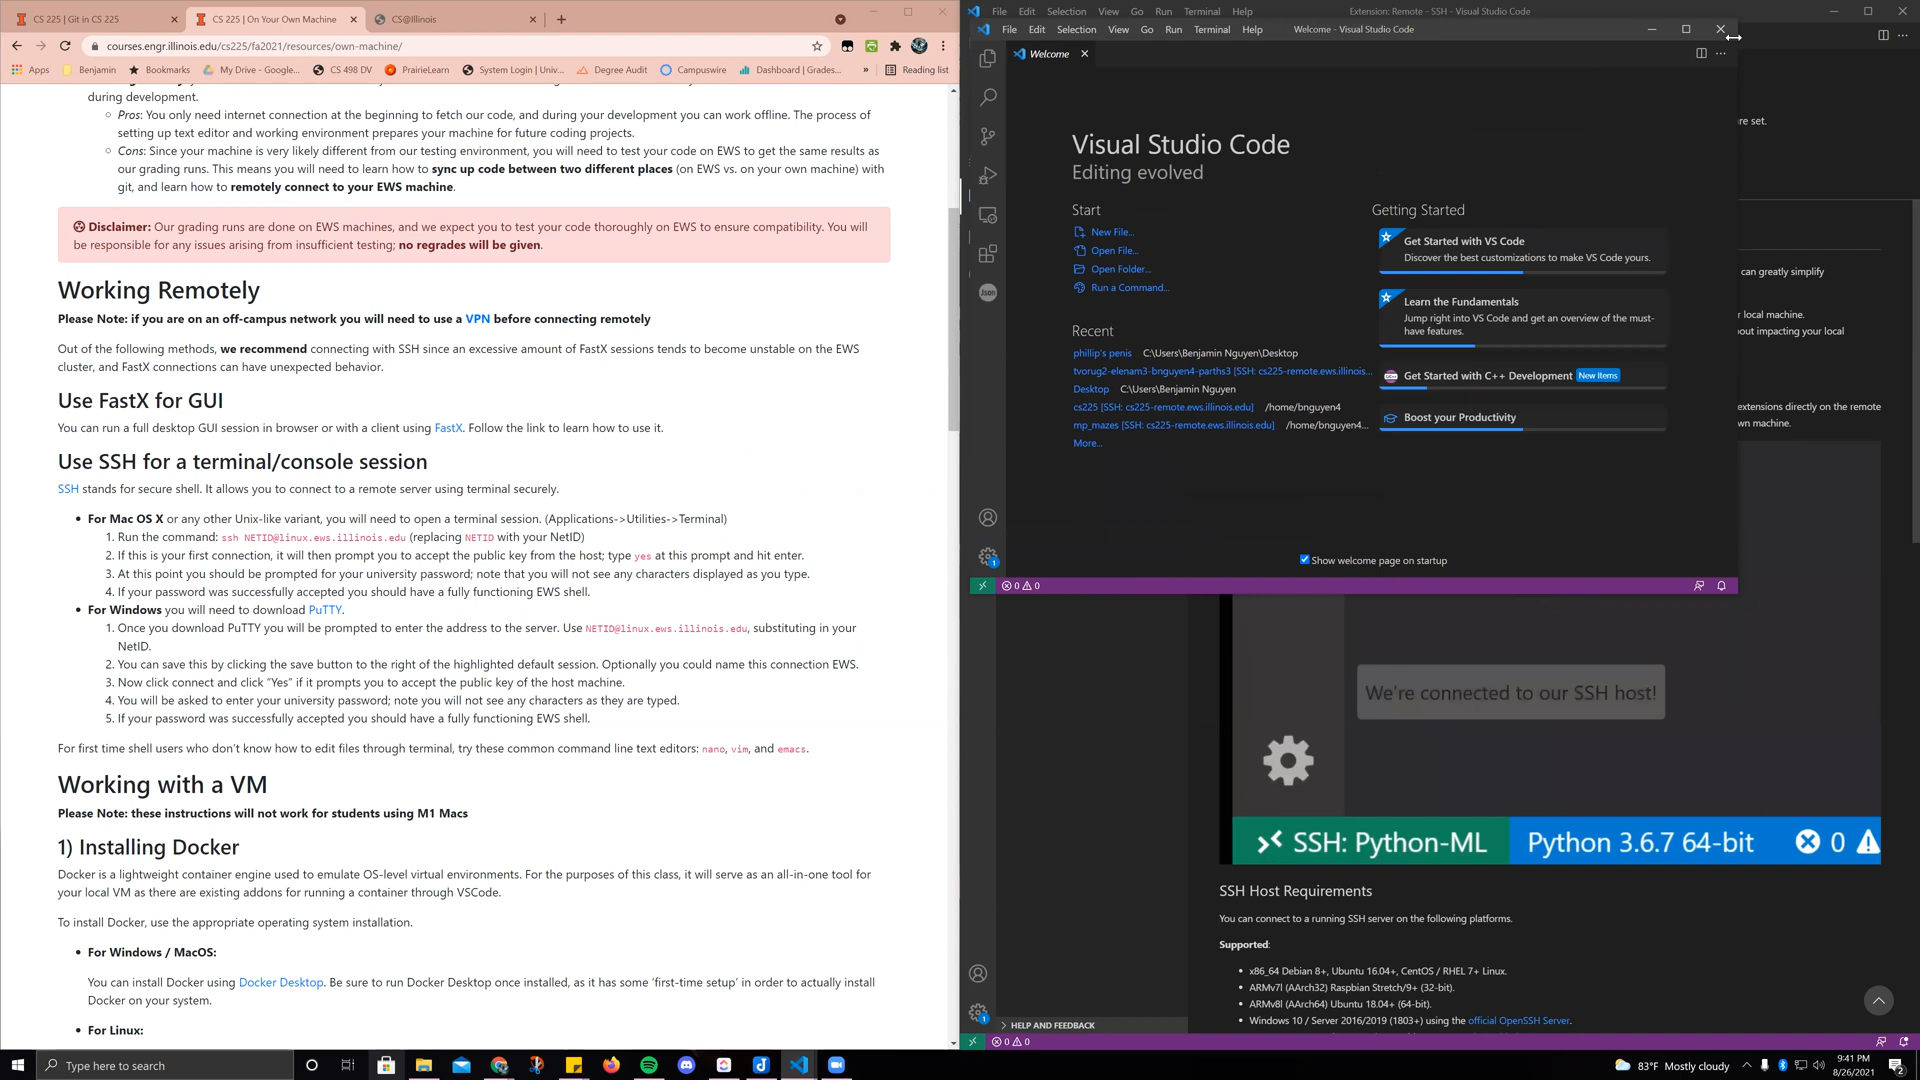 CS 225 | Git in CS 225
CS 225 | On Your Own Machine
CS@Illinois
courses.engr.illinois.edu/cs225/fa2021/resources/own-machine/
Apps
Benjamin
Bookmarks
My Drive - Google...
CS 498 DV
PrairieLearn
System Login | Univ...
Degree Audit
Campuswire
Dashboard | Grades...
»
Reading list
during development.
Pros: You only need internet connection at the beginning to fetch our code, and during your development you can work offline. The process of
setting up text editor and working environment prepares your machine for future coding projects.
Cons: Since your machine is very likely different from our testing environment, you will need to test your code on EWS to get the same results as
our grading runs. This means you will need to learn how to sync up code between two different places (on EWS vs. on your own machine) with
git, and learn how to remotely connect to your EWS machine.
Disclaimer: Our grading runs are done on EWS machines, and we expect you to test your code thoroughly on EWS to ensure compatibility. You will
be responsible for any issues arising from insufficient testing; no regrades will be given.
Working Remotely
Please Note: if you are on an off-campus network you will need to use a VPN before connecting remotely
Out of the following methods, we recommend connecting with SSH since an excessive amount of FastX sessions tends to become unstable on the EWS
cluster, and FastX connections can have unexpected behavior.
Use FastX for GUI
You can run a full desktop GUI session in browser or with a client using FastX. Follow the link to learn how to use it.
Use SSH for a terminal/console session
SSH stands for secure shell. It allows you to connect to a remote server using terminal securely.
For Mac OS X or any other Unix-like variant, you will need to open a terminal session. (Applications->Utilities->Terminal)
1. Run the command: ssh NETID@linux.ews.illinois.edu (replacing NETID with your NetID)
2. If this is your first connection, it will then prompt you to accept the public key from the host; type yes at this prompt and hit enter.
3. At this point you should be prompted for your university password; note that you will not see any characters displayed as you type.
4. If your password was successfully accepted you should have a fully functioning EWS shell.
For Windows you will need to download PuTTY.
1. Once you download PuTTY you will be prompted to enter the address to the server. Use NETID@linux.ews.illinois.edu, substituting in your
NetID.
2. You can save this by clicking the save button to the right of the highlighted default session. Optionally you could name this connection EWS.
3. Now click connect and click “Yes” if it prompts you to accept the public key of the host machine.
4. You will be asked to enter your university password; note you will not see any characters as they are typed.
5. If your password was successfully accepted you should have a fully functioning EWS shell.
For first time shell users who don’t know how to edit files through terminal, try these common command line text editors: nano, vim, and emacs.
Working with a VM
Please Note: these instructions will not work for students using M1 Macs
1) Installing Docker
Docker is a lightweight container engine used to emulate OS-level virtual environments. For the purposes of this class, it will serve as an all-in-one tool for
your local VM as there are existing addons for running a container through VSCode.
To install Docker, use the appropriate operating system installation.
For Windows / MacOS:
You can install Docker using Docker Desktop. Be sure to run Docker Desktop once installed, as it has some ‘first-time setup’ in order to actually install
Docker on your system.
For Linux:
File Edit Selection View Go Run Terminal Help
Extension: Remote - SSH - Visual Studio Code
File Edit Selection View Go Run Terminal Help
Welcome - Visual Studio Code
Welcome
Visual Studio Code
Editing evolved
Start
New File...
Open File...
Open Folder...
Run a Command...
Recent
phillip's penis C:\Users\Benjamin Nguyen\Desktop
tvorug2-elenam3-bnguyen4-parths3 [SSH: cs225-remote.ews.illinois...
Desktop C:\Users\Benjamin Nguyen
cs225 [SSH: cs225-remote.ews.illinois.edu] /home/bnguyen4
mp_mazes [SSH: cs225-remote.ews.illinois.edu] /home/bnguyen4...
More...
Getting Started
Get Started with VS Code
Discover the best customizations to make VS Code yours.
Learn the Fundamentals
Jump right into VS Code and get an overview of the must-
have features.
Get Started with C++ Development New Items
Boost your Productivity
Json
1
Show welcome page on startup
0 0
re set.
can greatly simplify
r local machine.
out impacting your local
extensions directly on the remote
wn machine.
We're connected to our SSH host!
SSH: Python-ML
Python 3.6.7 64-bit
0
SSH Host Requirements
You can connect to a running SSH server on the following platforms.
Supported:
x86_64 Debian 8+, Ubuntu 16.04+, CentOS / RHEL 7+ Linux.
ARMv7l (AArch32) Raspbian Stretch/9+ (32-bit).
ARMv8l (AArch64) Ubuntu 18.04+ (64-bit).
Windows 10 / Server 2016/2019 (1803+) using the official OpenSSH Server.
1
HELP AND FEEDBACK
0 0
Type here to search
83°F Mostly cloudy
9:41 PM
8/26/2021
2